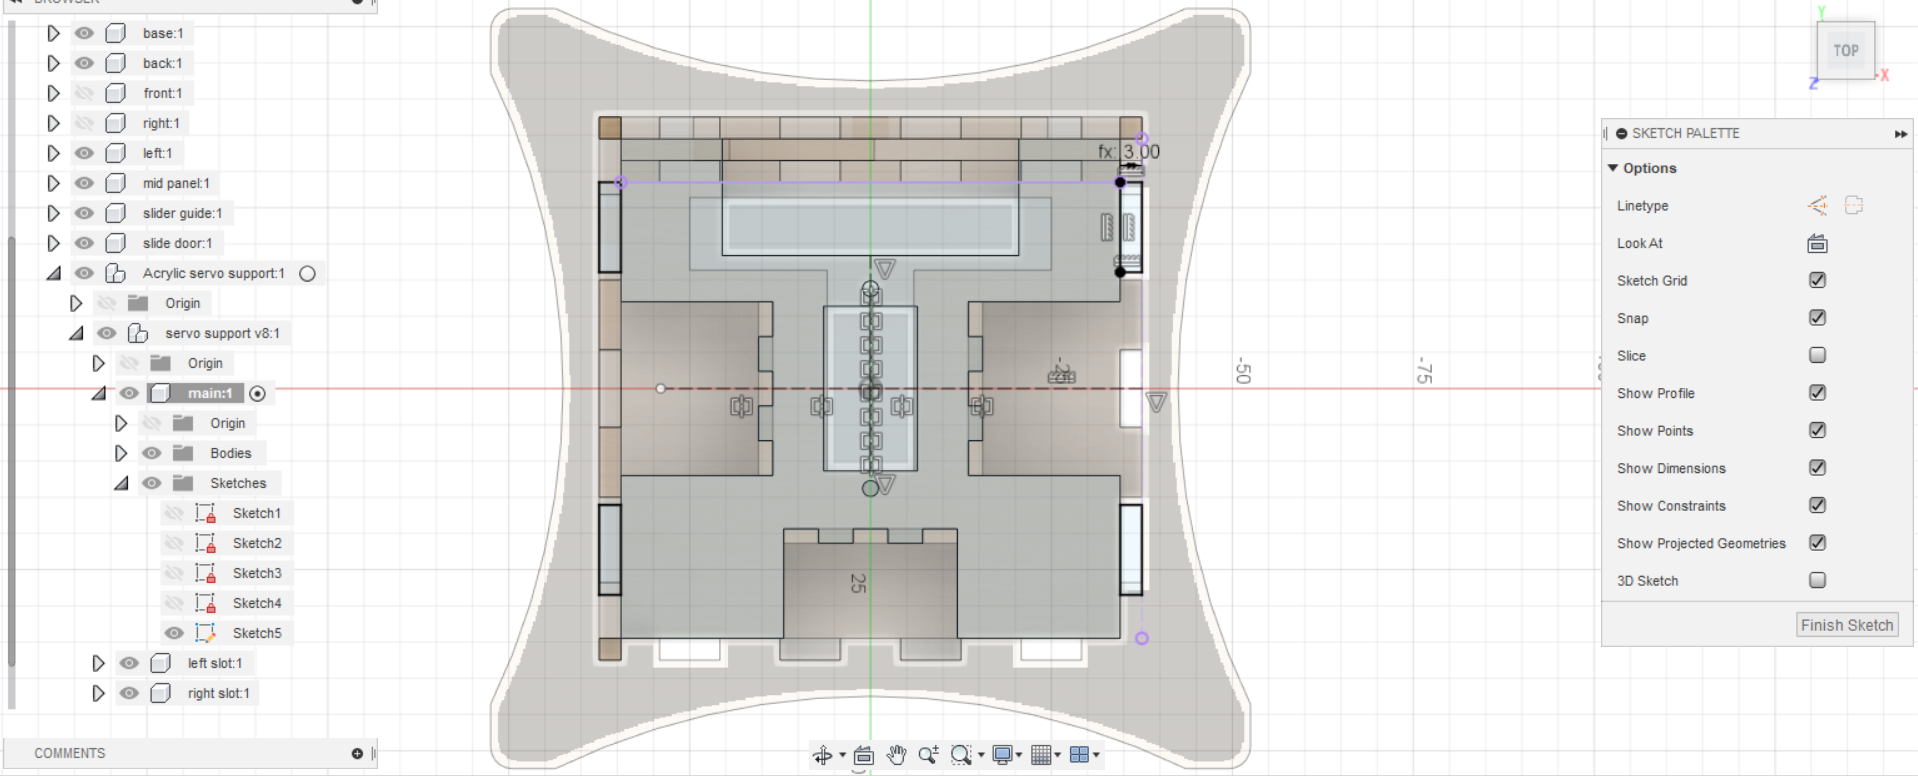 BROWSER
base:1
back:1
front:1
right:1
left:1
mid panel:1
slider guide:1
slide door:1
Acrylic servo support:1
Origin
servo support v8:1
Origin
main:1
Origin
Bodies
Sketches
Sketch1
Sketch2
Sketch3
Sketch4
Sketch5
left slot:1
right slot:1
COMMENTS
fx: 3.00
-25
-50
-75
25
Y
TOP
X
Z
SKETCH PALETTE
Options
Linetype
Look At
Sketch Grid
Snap
Slice
Show Profile
Show Points
Show Dimensions
Show Constraints
Show Projected Geometries
3D Sketch
Finish Sketch